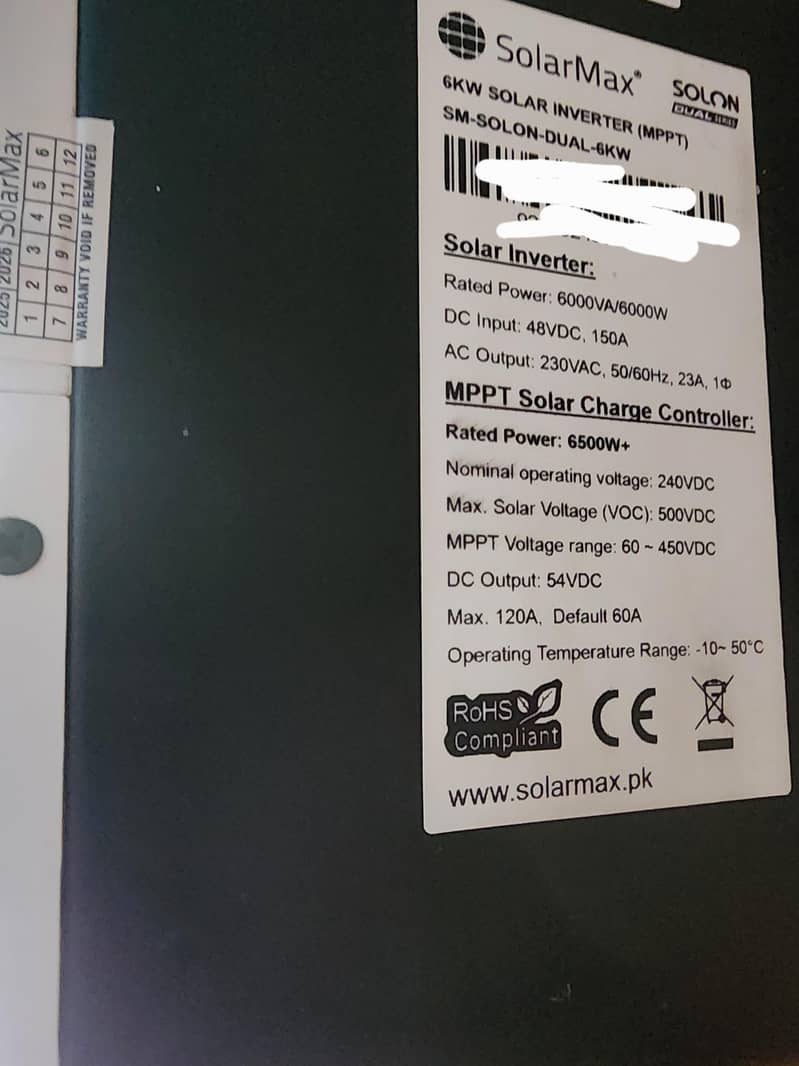 SolarMax®
SOLON
DUAL
6KW SOLAR INVERTER (MPPT)
SM-SOLON-DUAL-6KW
Solar Inverter:
Rated Power: 6000VA/6000W
DC Input: 48VDC, 150A
AC Output: 230VAC, 50/60Hz, 23A, 1Φ
MPPT Solar Charge Controller:
Rated Power: 6500W+
Nominal operating voltage: 240VDC
Max. Solar Voltage (VOC): 500VDC
MPPT Voltage range: 60 ~ 450VDC
DC Output: 54VDC
Max. 120A, Default 60A
Operating Temperature Range: -10~ 50°C
RoHS
Compliant
CE
www.solarmax.pk
2025 2026 SolarMax
1 2 3 4 5 6
7 8 9 10 11 12
WARRANTY VOID IF REMOVED